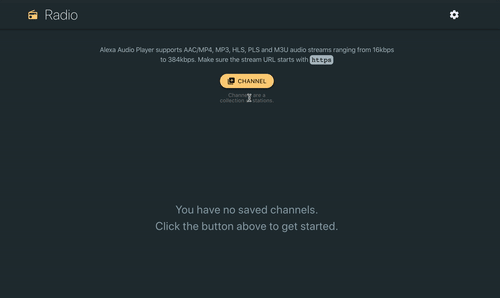 Radio
Alexa Audio Player supports AAC/MP4, MP3, HLS, PLS and M3U audio streams ranging from 16kbps
to 384kbps. Make sure the stream URL starts with https
CHANNEL
are a
collection stations.
You have no saved channels.
Click the button above to get started.